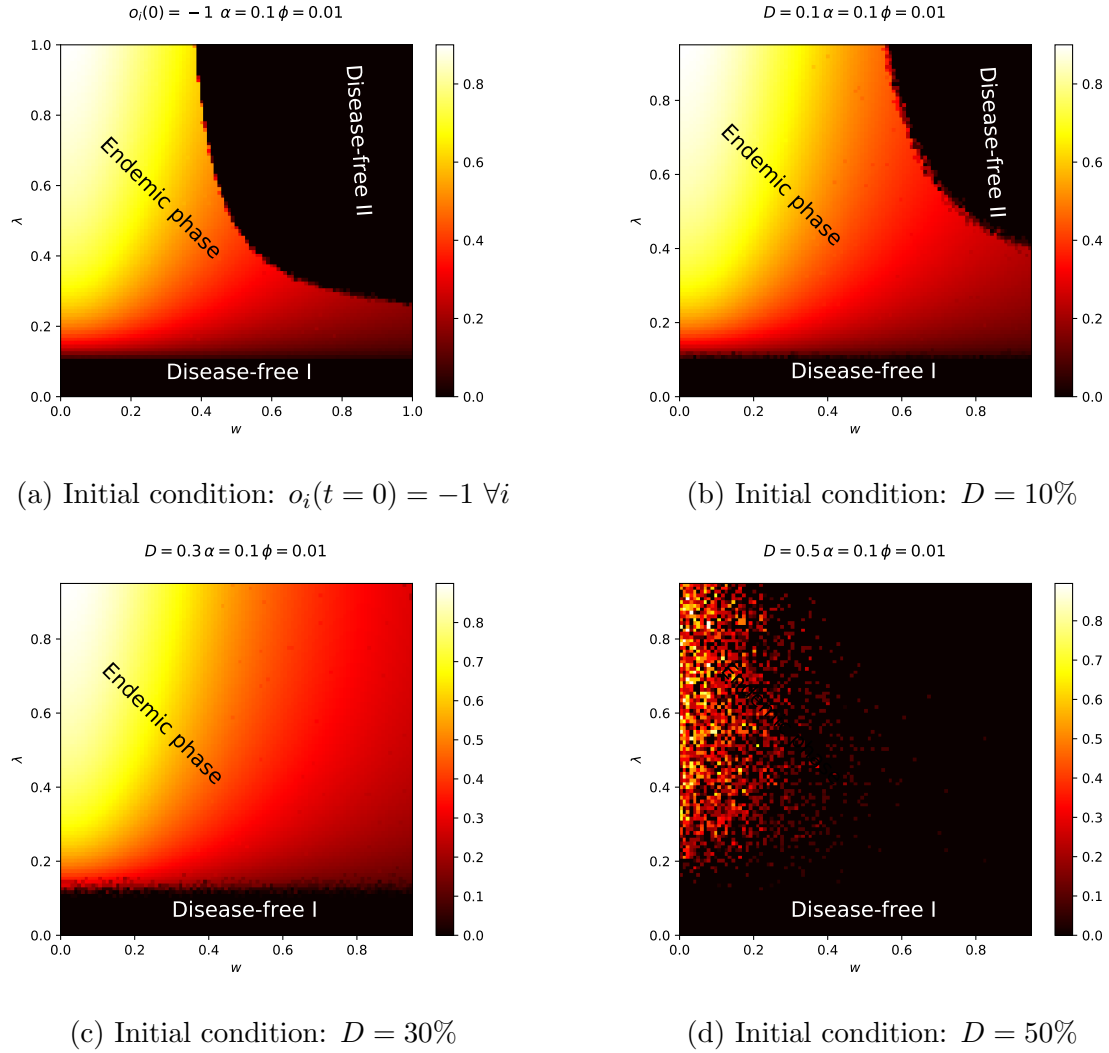 o_i(0) = −1 α = 0.1 ϕ = 0.01
D = 0.1 α = 0.1 ϕ = 0.01
1.0
0.8
0.6
0.4
0.2
0.0
λ
0.0 0.2 0.4 0.6 0.8 1.0
w
Endemic phase
Disease-free II
Disease-free I
0.8
0.6
0.4
0.2
0.0
0.8
0.6
0.4
0.2
0.0
λ
0.0 0.2 0.4 0.6 0.8
w
Endemic phase
Disease-free II
Disease-free I
0.8
0.6
0.4
0.2
0.0
(a) Initial condition: o_i(t = 0) = −1 ∀i
(b) Initial condition: D = 10%
D = 0.3 α = 0.1 ϕ = 0.01
D = 0.5 α = 0.1 ϕ = 0.01
0.8
0.6
0.4
0.2
0.0
λ
0.0 0.2 0.4 0.6 0.8
w
Endemic phase
Disease-free I
0.8
0.7
0.6
0.5
0.4
0.3
0.2
0.1
0.0
0.8
0.6
0.4
0.2
0.0
λ
0.0 0.2 0.4 0.6 0.8
w
Disease-free I
0.8
0.7
0.6
0.5
0.4
0.3
0.2
0.1
0.0
(c) Initial condition: D = 30%
(d) Initial condition: D = 50%